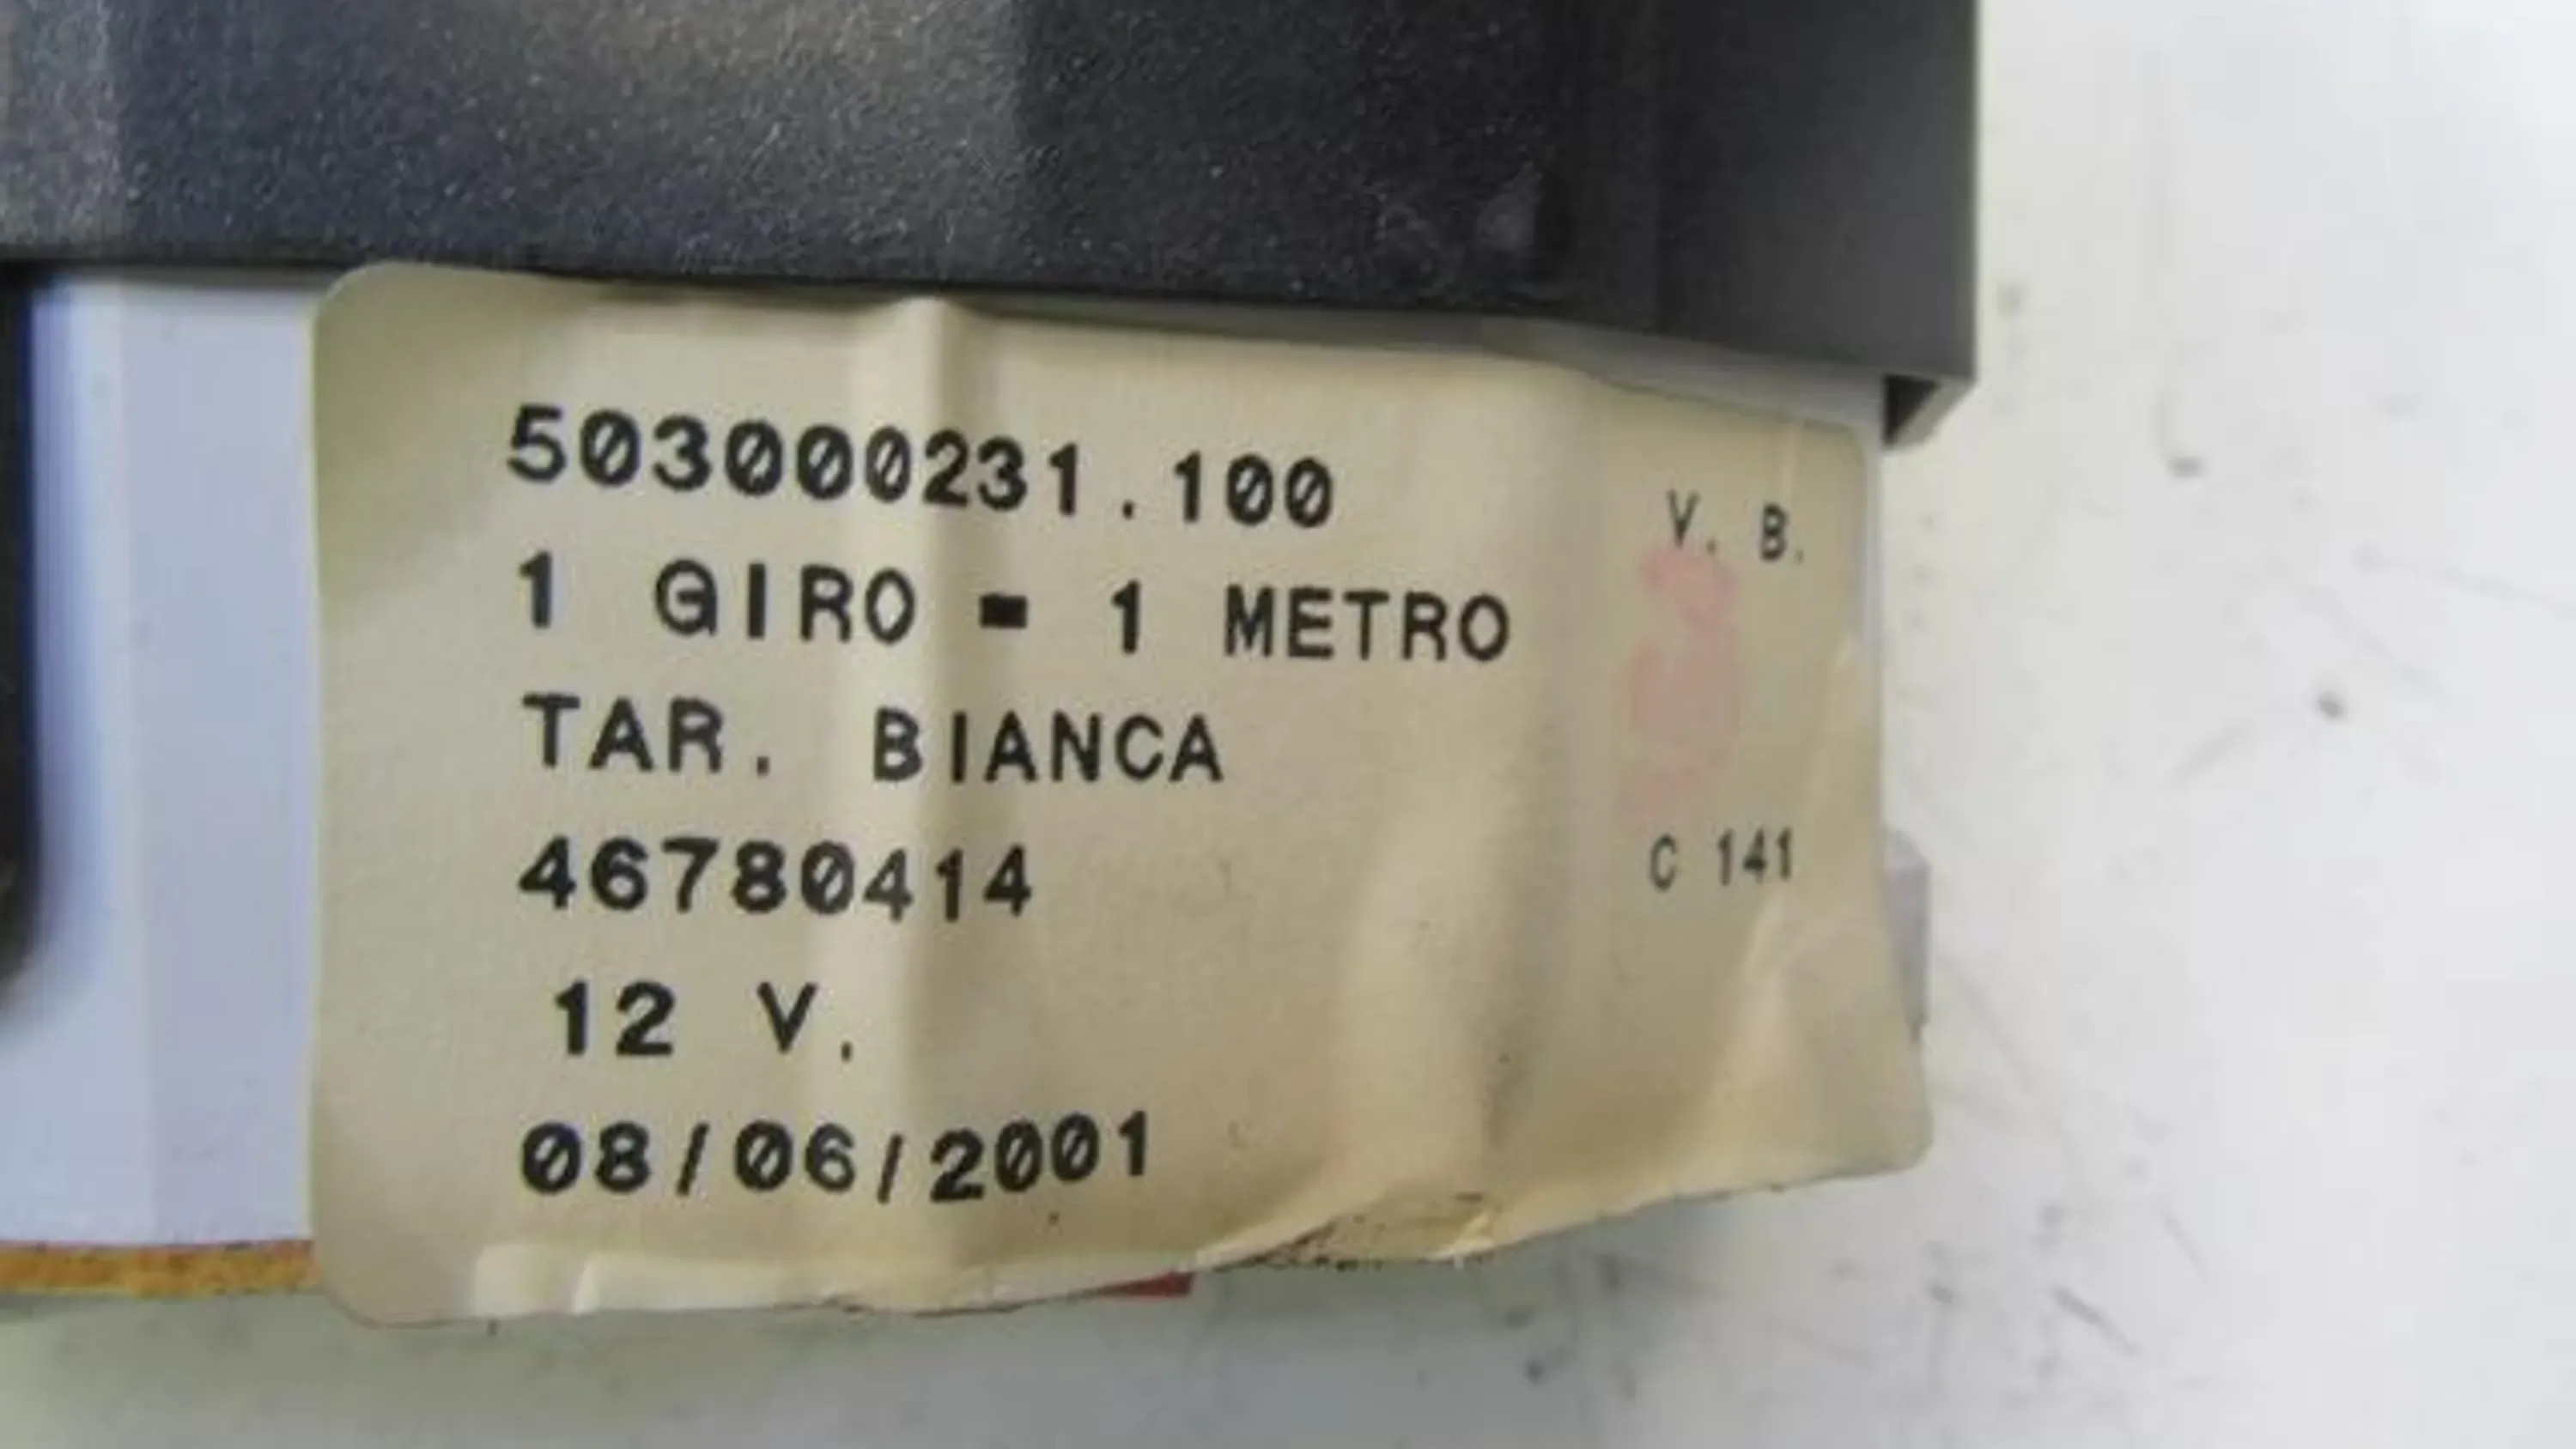 503000231.100
1 GIRO - 1 METRO
TAR. BIANCA
46780414
12 V.
08/06/2001
V. B.
C 141